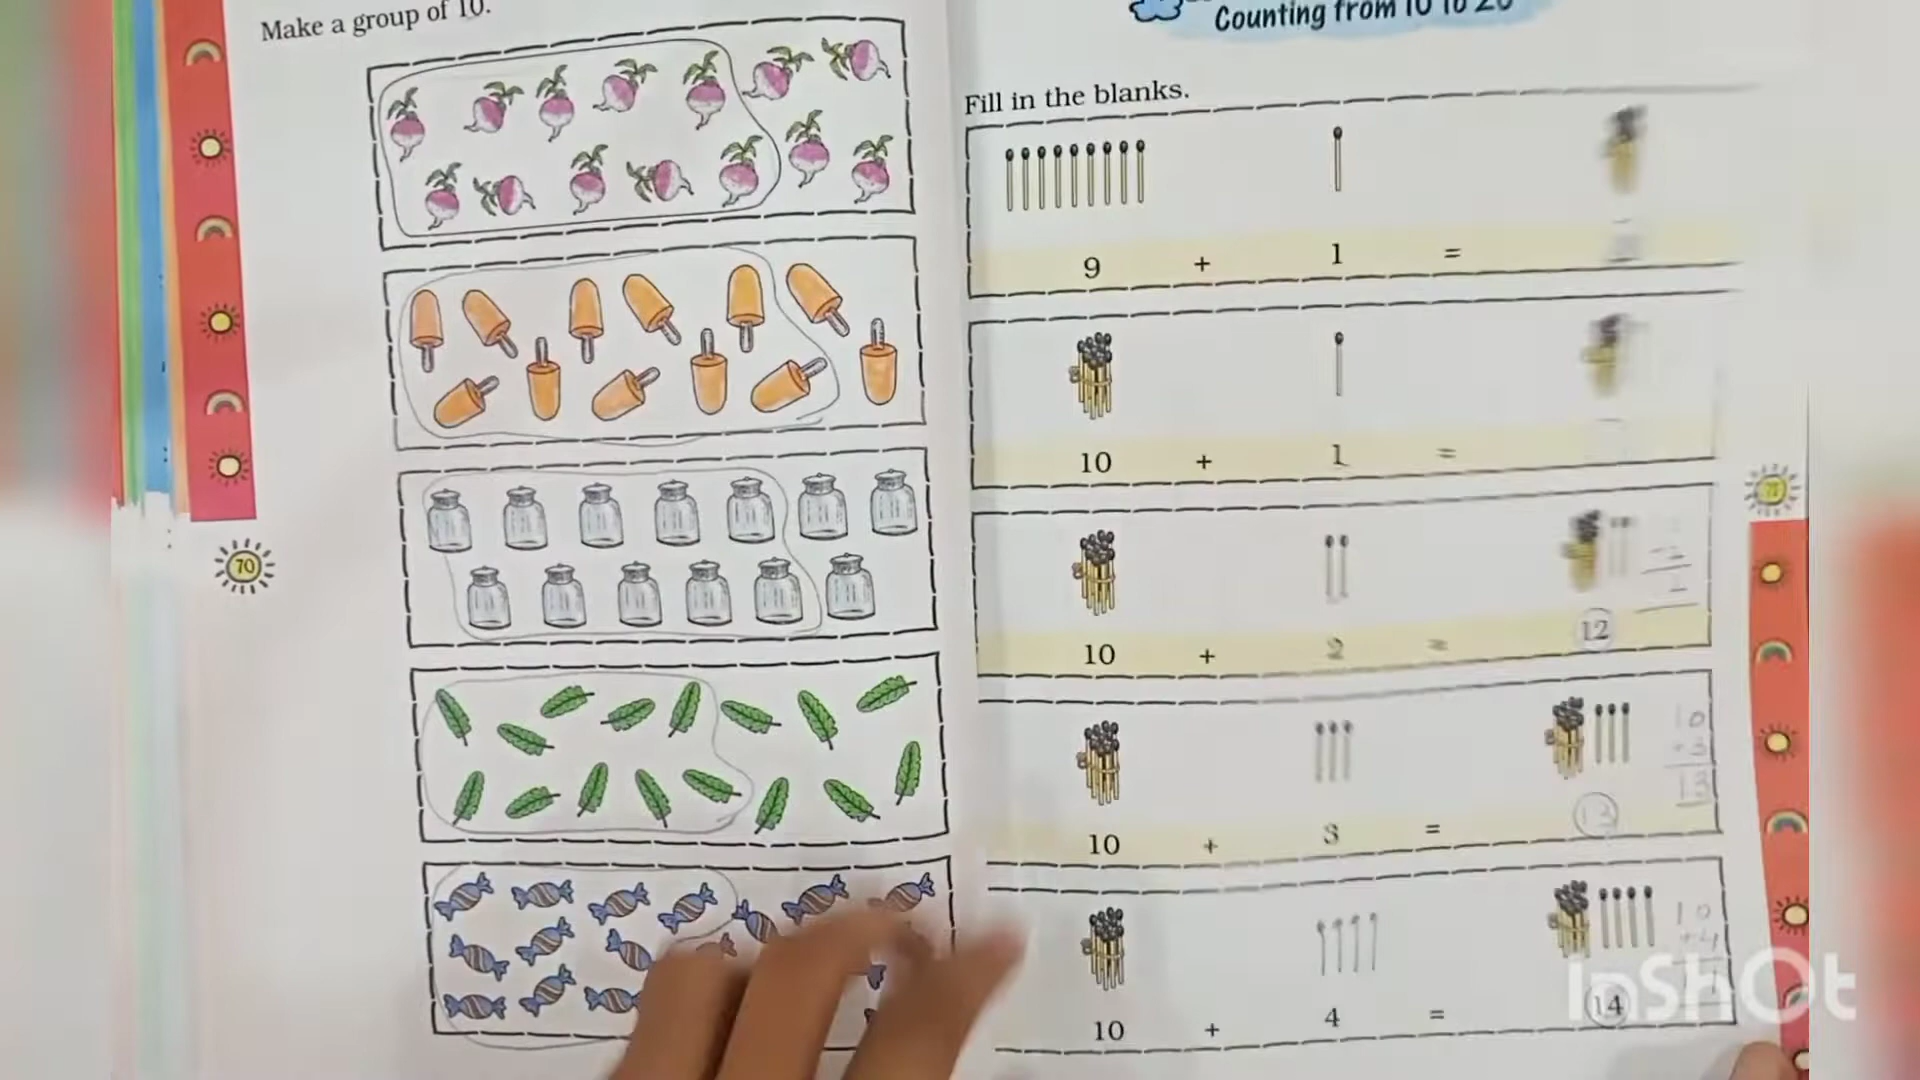 Make a group of 10.
70
Counting from 10 to 20
Fill in the blanks.
9 + 1 =
10 + 1 =
10 + 2 = 12
10 + 3 = 13
10
+ 3
13
10 + 4 = 14
10
+4
InShOt